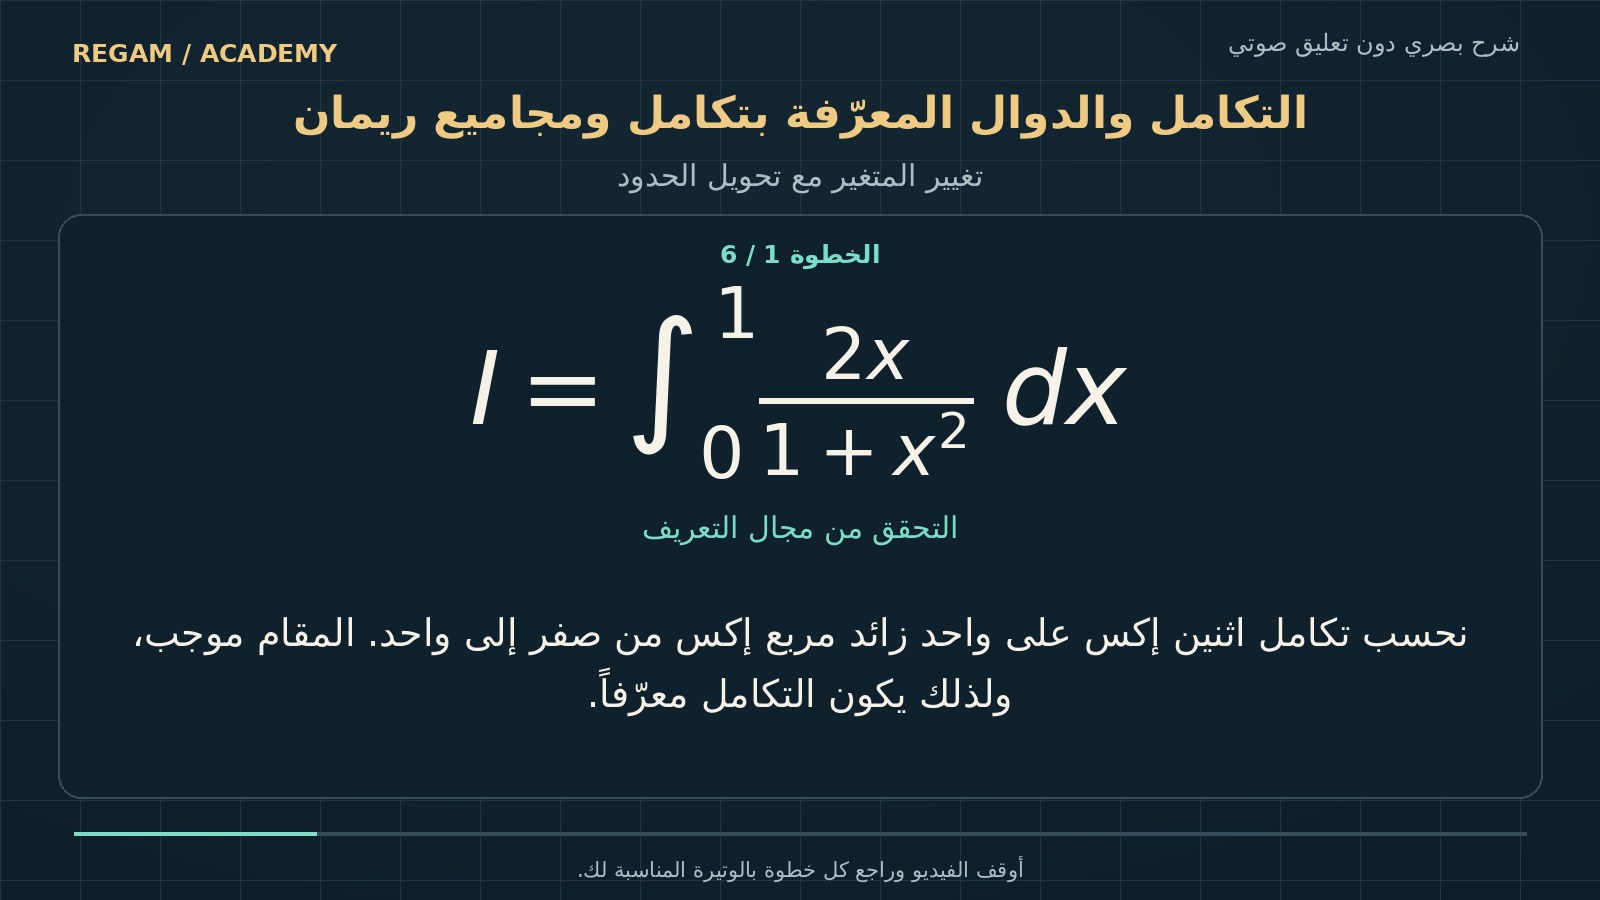 REGAM / ACADEMY
شرح بصري دون تعليق صوتي
التكامل والدوال المعرّفة بتكامل ومجاميع ريمان
تغيير المتغير مع تحويل الحدود
الخطوة 1 / 6
I = ∫₀¹ 2x / (1 + x²) dx
التحقق من مجال التعريف
نحسب تكامل اثنين إكس على واحد زائد مربع إكس من صفر إلى واحد. المقام موجب،
ولذلك يكون التكامل معرّفاً.
أوقف الفيديو وراجع كل خطوة بالوتيرة المناسبة لك.